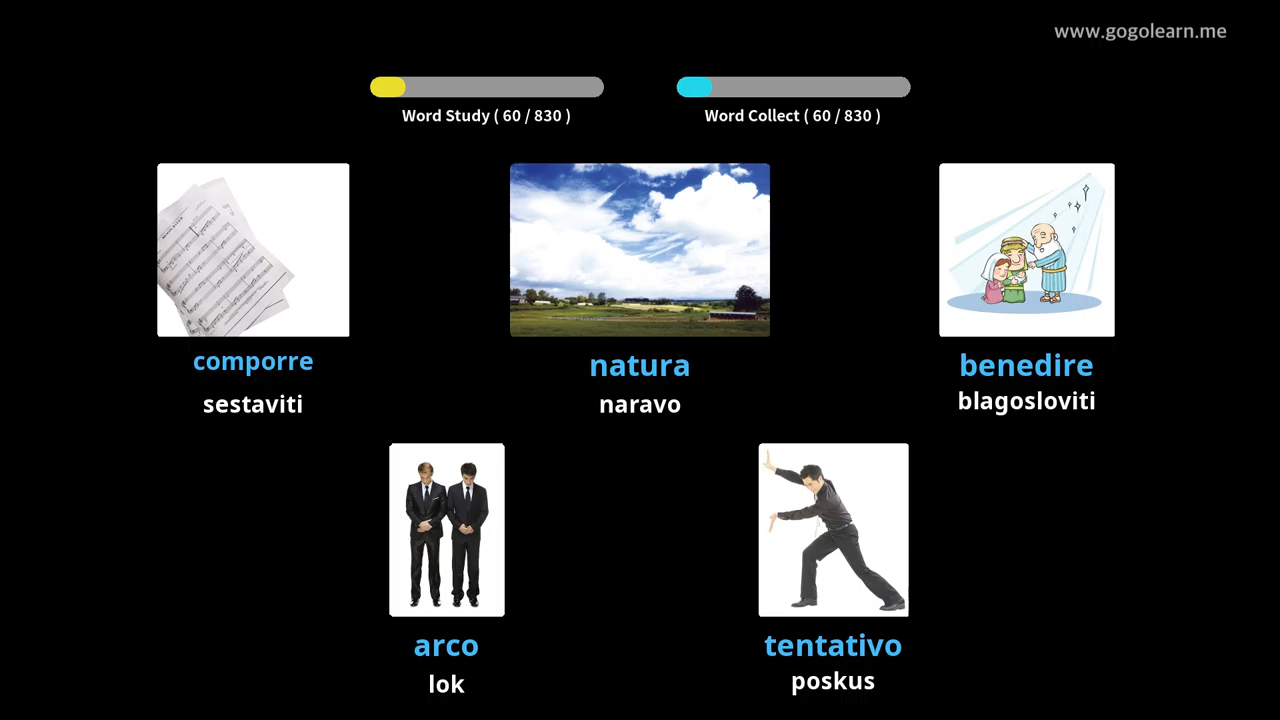 www.gogolearn.me
Word Study ( 60 / 830 )
Word Collect ( 60 / 830 )
comporre
sestaviti
natura
naravo
benedire
blagosloviti
arco
lok
tentativo
poskus